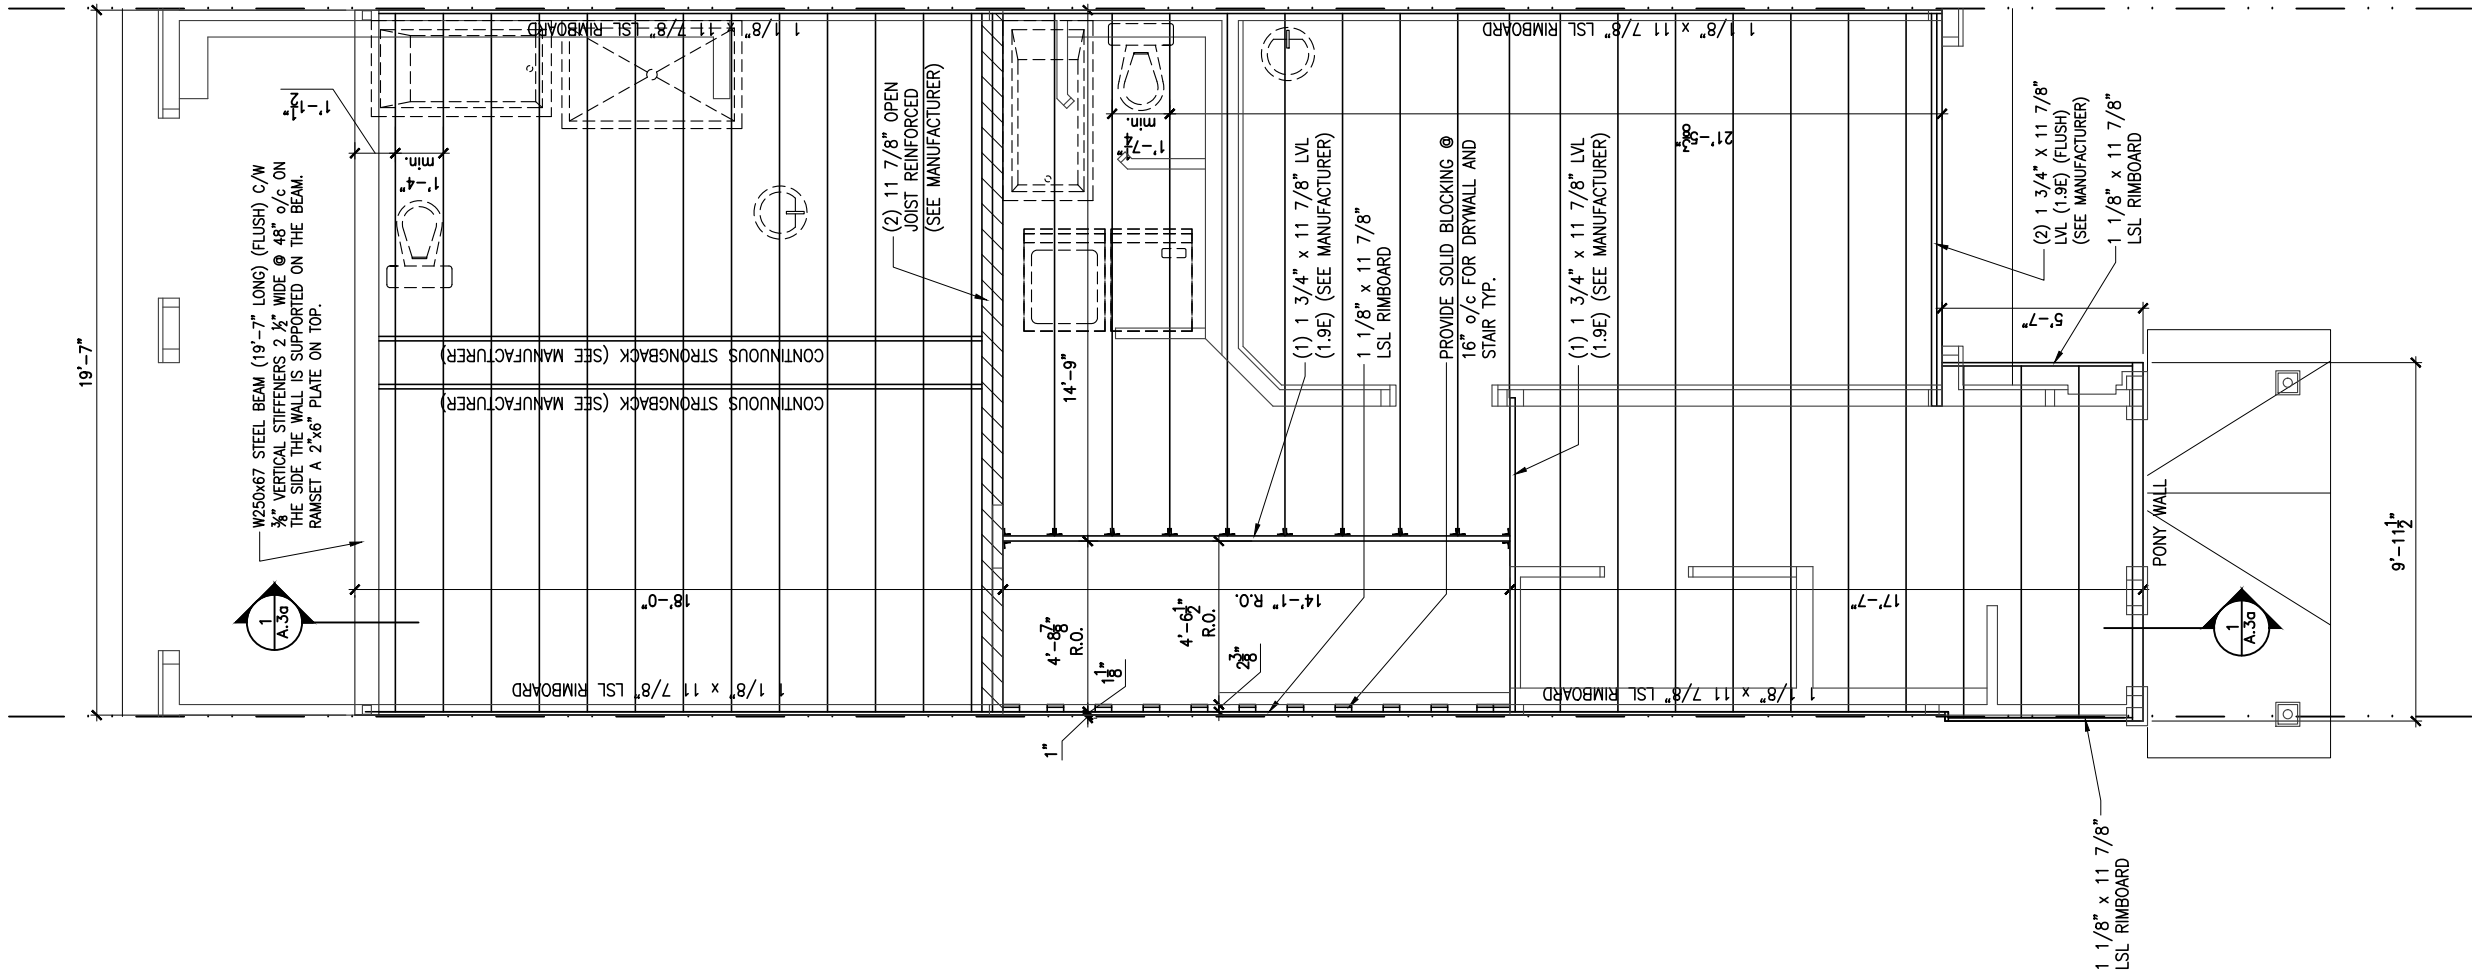 19'-7"
W250x67 STEEL BEAM (19'-7" LONG) (FLUSH) C/W
⅜" VERTICAL STIFFENERS 2 ½" WIDE @ 48" o/c ON
THE SIDE THE WALL IS SUPPORTED ON THE BEAM.
RAMSET A 2"x6" PLATE ON TOP.
1'-1½"
1'-4"
min.
1 1/8" x 11 7/8" LSL RIMBOARD
CONTINUOUS STRONGBACK (SEE MANUFACTURER)
CONTINUOUS STRONGBACK (SEE MANUFACTURER)
18'-0"
1
A.3a
1 1/8" x 11 7/8" LSL RIMBOARD
(2) 11 7/8" OPEN
JOIST REINFORCED
(SEE MANUFACTURER)
14'-9"
1'-7¼"
min.
4'-8⅞"
R.O.
1⅛"
1"
4'-6½"
R.O.
2⅜"
14'-1" R.O.
(1) 1 3/4" x 11 7/8" LVL
(1.9E) (SEE MANUFACTURER)
1 1/8" x 11 7/8"
LSL RIMBOARD
PROVIDE SOLID BLOCKING @
16" o/c FOR DRYWALL AND
STAIR TYP.
(1) 1 3/4" x 11 7/8" LVL
(1.9E) (SEE MANUFACTURER)
1 1/8" x 11 7/8" LSL RIMBOARD
21'-5⅜"
1 1/8" x 11 7/8" LSL RIMBOARD
17'-7"
(2) 1 3/4" X 11 7/8"
LVL (1.9E) (FLUSH)
(SEE MANUFACTURER)
1 1/8" x 11 7/8"
LSL RIMBOARD
5'-7"
PONY WALL
1
A.3a
9'-11½"
1 1/8" x 11 7/8"
LSL RIMBOARD